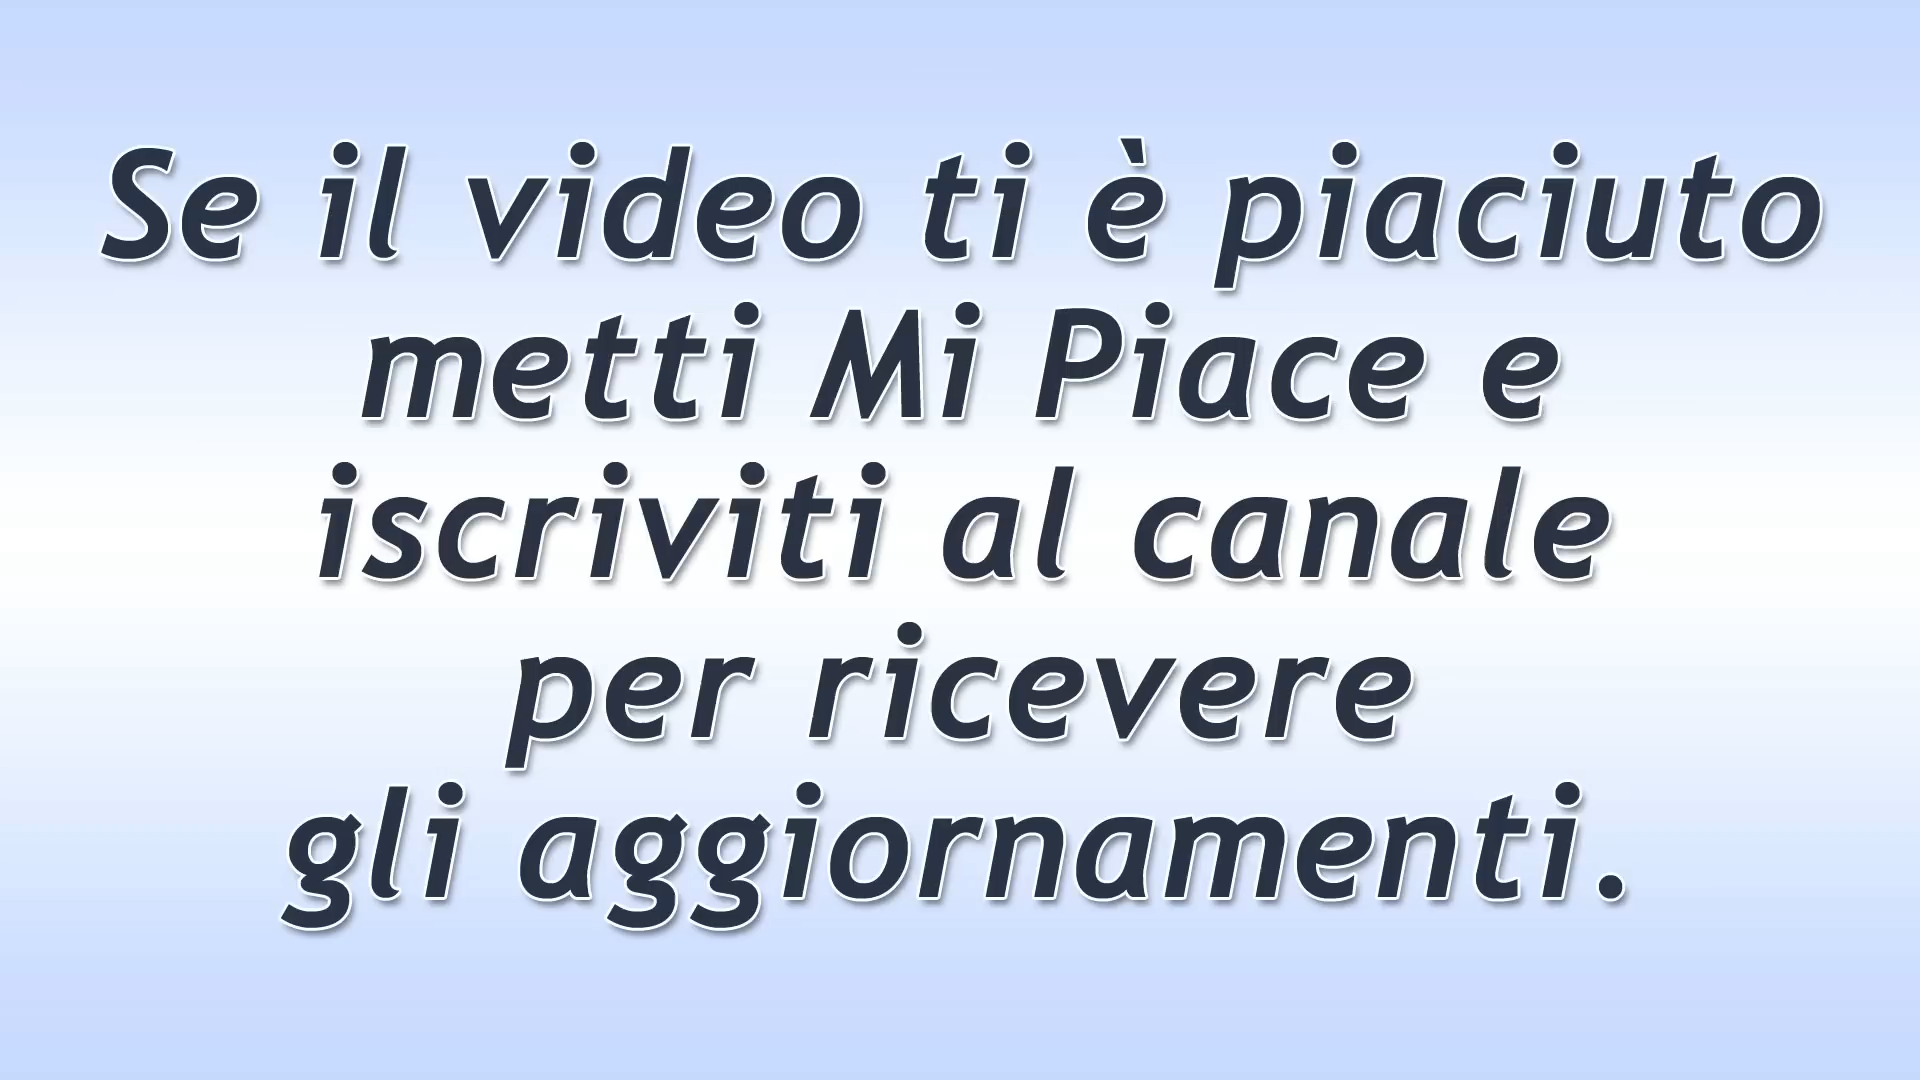 Se il video ti è piaciuto
metti Mi Piace e
iscriviti al canale
per ricevere
gli aggiornamenti.